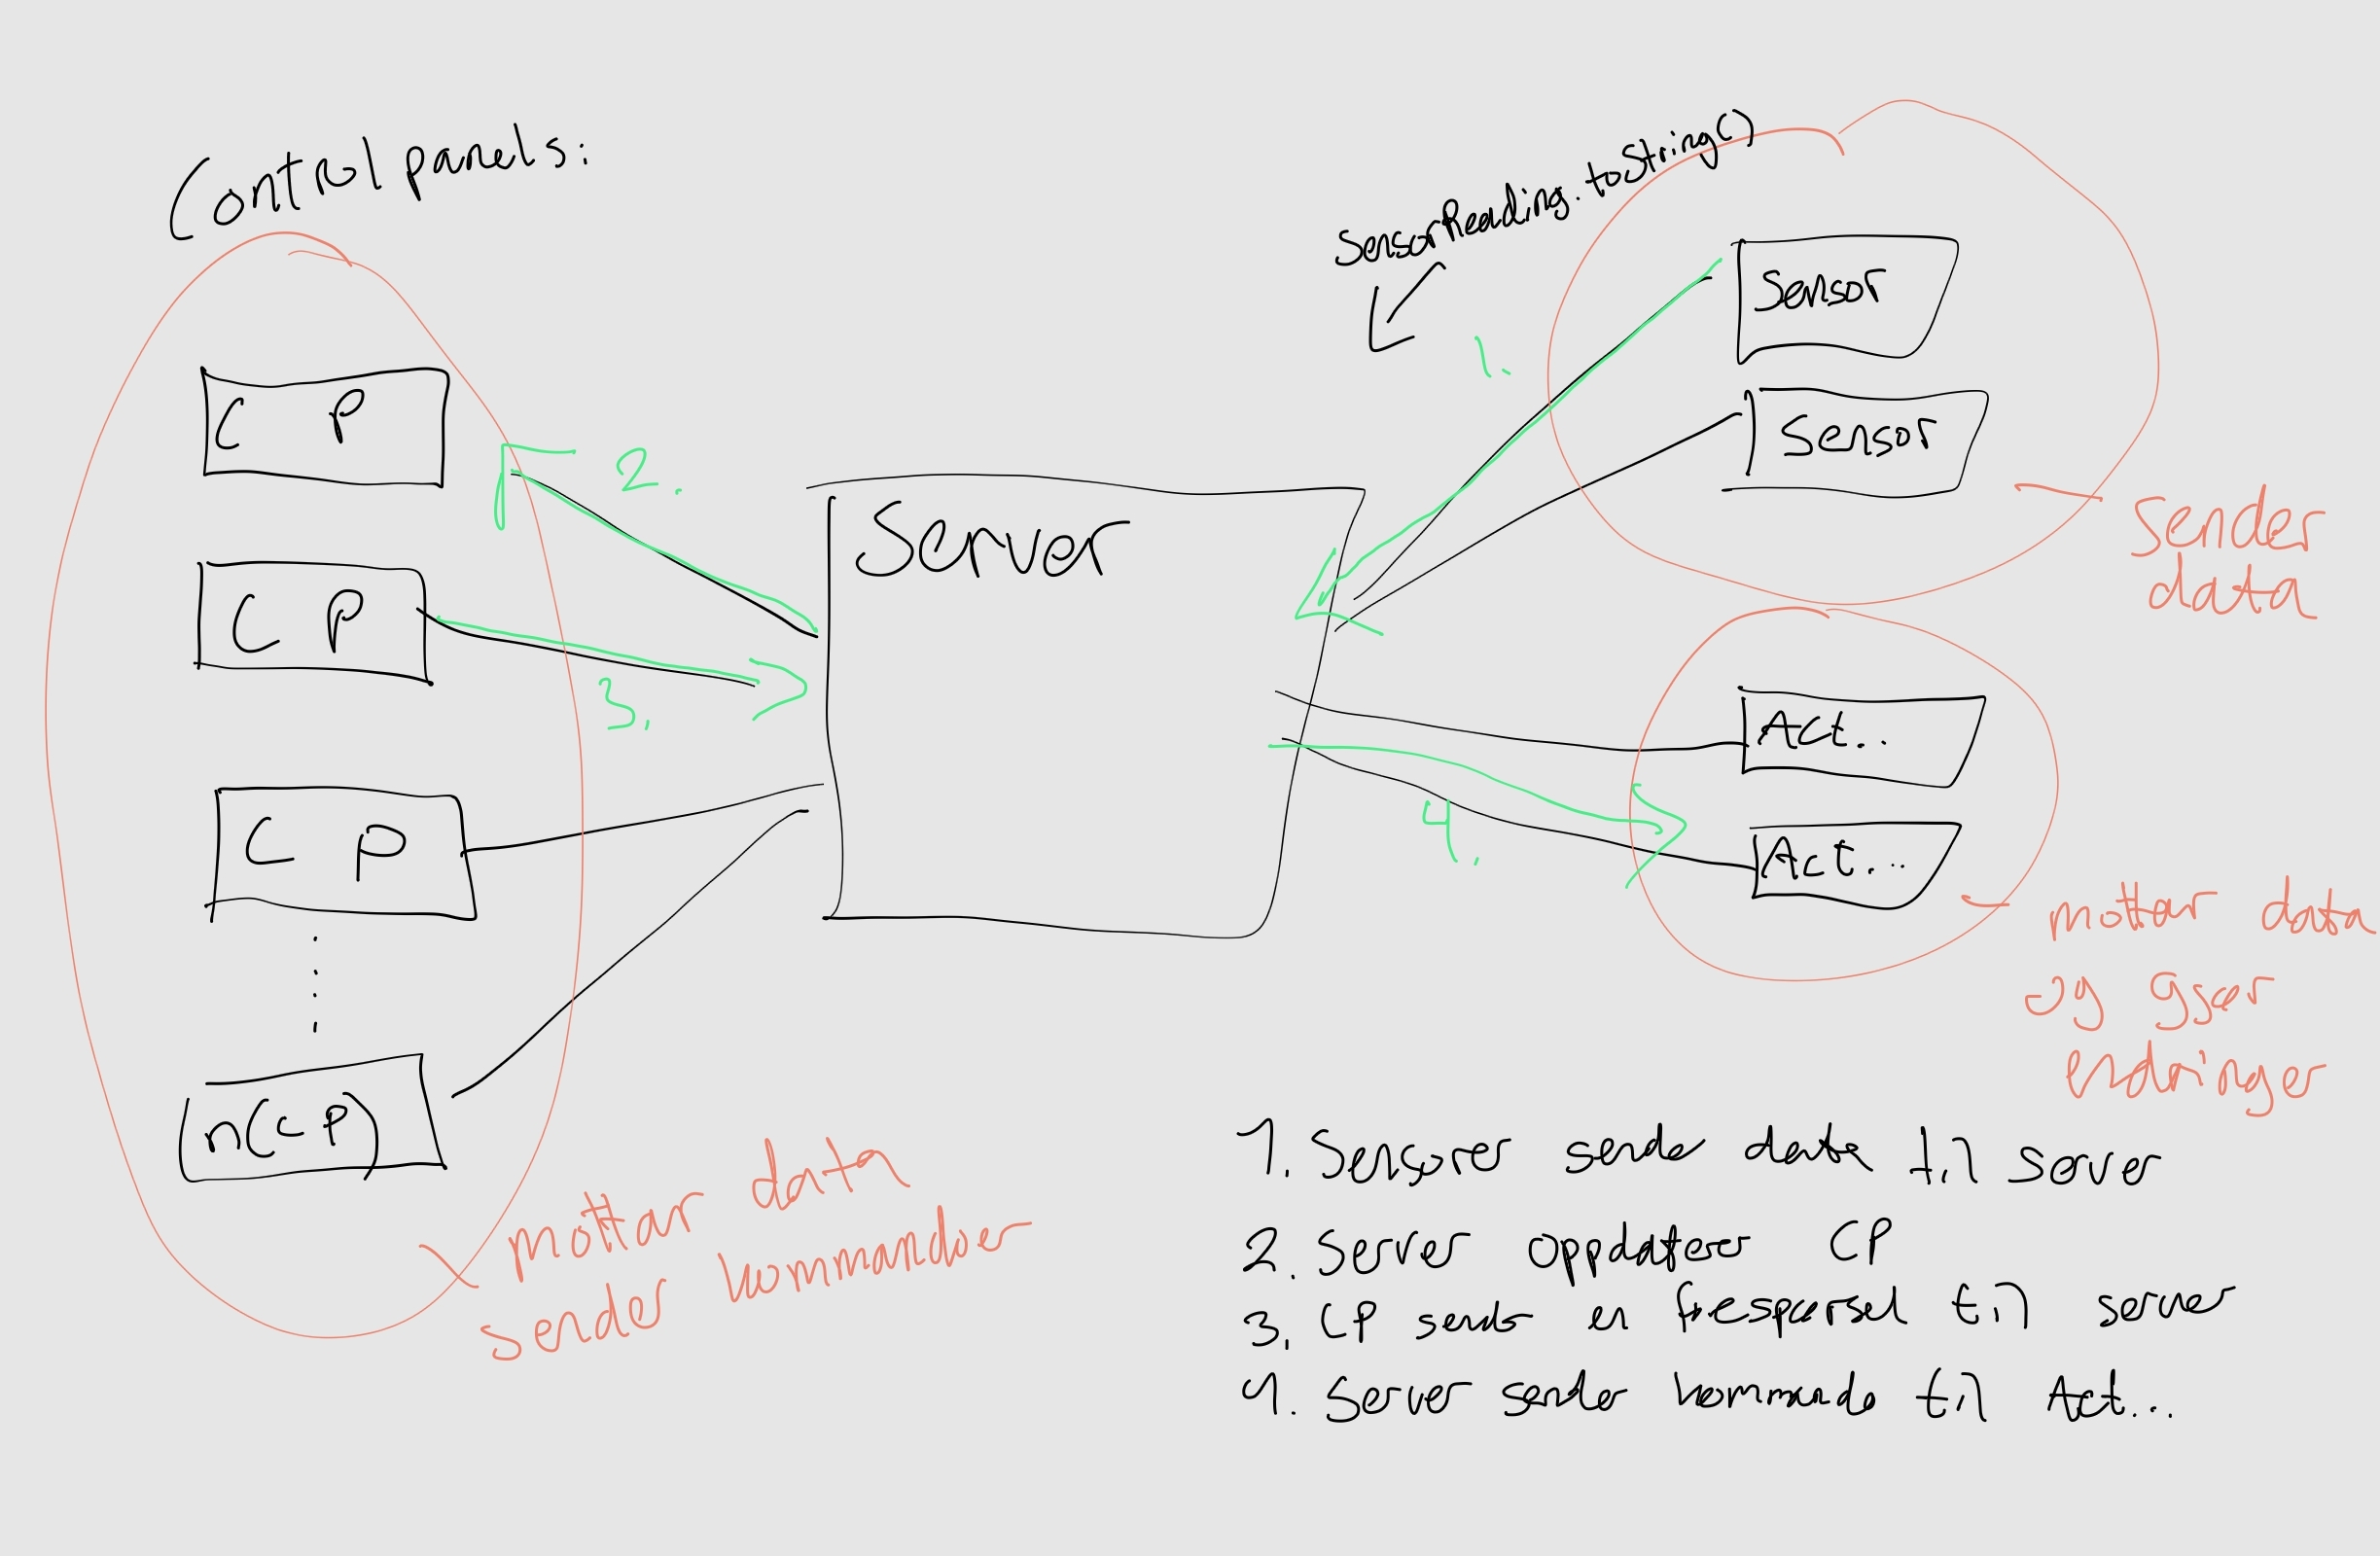 Control panels:
SensorReading.toString()
Sensor
Sensor
sender
data
1.
C P
2.
Server
C P
3.
Act...
4.
Act...
C P
mottar data
og gjør
endringer
n(CP)
mottar data
sender kommandoer
1. Sensorer sende data til server
2. Server oppdaterer CP
3. CP sender en forespørsel til server
4. Server sender kommando til Act...